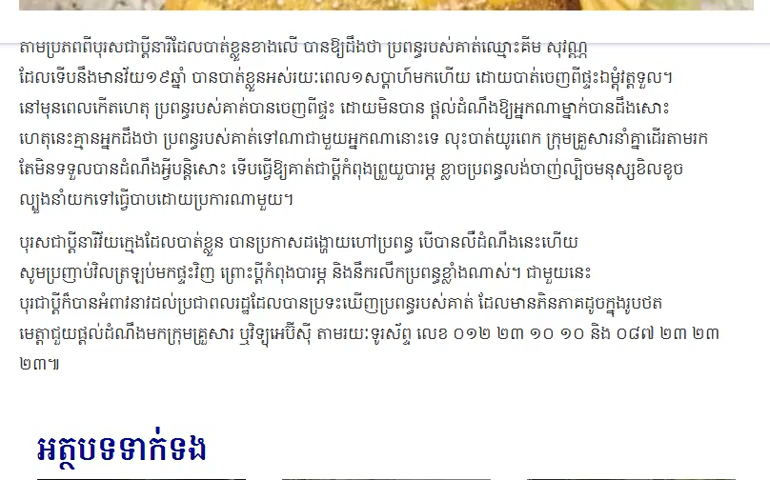 តាមប្រភពពីបុរសជាប្ដីនារីដែលបាត់ខ្លួនខាងលើ បានឱ្យដឹងថា ប្រពន្ធរបស់គាត់ឈ្មោះគីម សុវណ្ណ
ដែលទើបនឹងមានវ័យ១៩ឆ្នាំ បានបាត់ខ្លួនអស់រយៈពេល១សប្ដាហ៍មកហើយ ដោយបាត់ចេញពីផ្ទះឯម្ដុំវត្តទួល។
នៅមុនពេលកើតហេតុ ប្រពន្ធរបស់គាត់បានចេញពីផ្ទះ ដោយមិនបាន ផ្ដល់ដំណឹងឱ្យអ្នកណាម្នាក់បានដឹងសោះ
ហេតុនេះគ្មានអ្នកដឹងថា ប្រពន្ធរបស់គាត់ទៅណាជាមួយអ្នកណានោះទេ លុះបាត់យូរពេក ក្រុមគ្រួសារនាំគ្នាដើរតាមរក
តែមិនទទួលបានដំណឹងអ្វីបន្តិសោះ ទើបធ្វើឱ្យគាត់ជាប្ដីកំពុងព្រួយបារម្ភ ខ្លាចប្រពន្ធលង់ចាញ់ល្បិចមនុស្សខិលខូច
ល្បួងនាំយកទៅធ្វើបាបដោយប្រការណាមួយ។
បុរសជាប្ដីនារីវ័យក្មេងដែលបាត់ខ្លួន បានប្រកាសដង្ហោយហៅប្រពន្ធ បើបានលឺដំណឹងនេះហើយ
សូមប្រញាប់វិលត្រឡប់មកផ្ទះវិញ ព្រោះប្ដីកំពុងបារម្ភ និងនឹករលឹកប្រពន្ធខ្លាំងណាស់។ ជាមួយនេះ
បុរជាប្ដីក៏បានអំពាវនាវដល់ប្រជាពលរដ្ឋដែលបានប្រទះឃើញប្រពន្ធរបស់គាត់ ដែលមានភិនភាគដូចក្នុងរូបថត
មេត្តាជួយផ្ដល់ដំណឹងមកក្រុមគ្រួសារ ឬវិទ្យុអេប៊ីស៊ី តាមរយៈទូរស័ព្ទ លេខ ០១២ ២៣ ១០ ១០ និង ០៨៧ ២៣ ២៣
២៣៕
អត្ថបទទាក់ទង